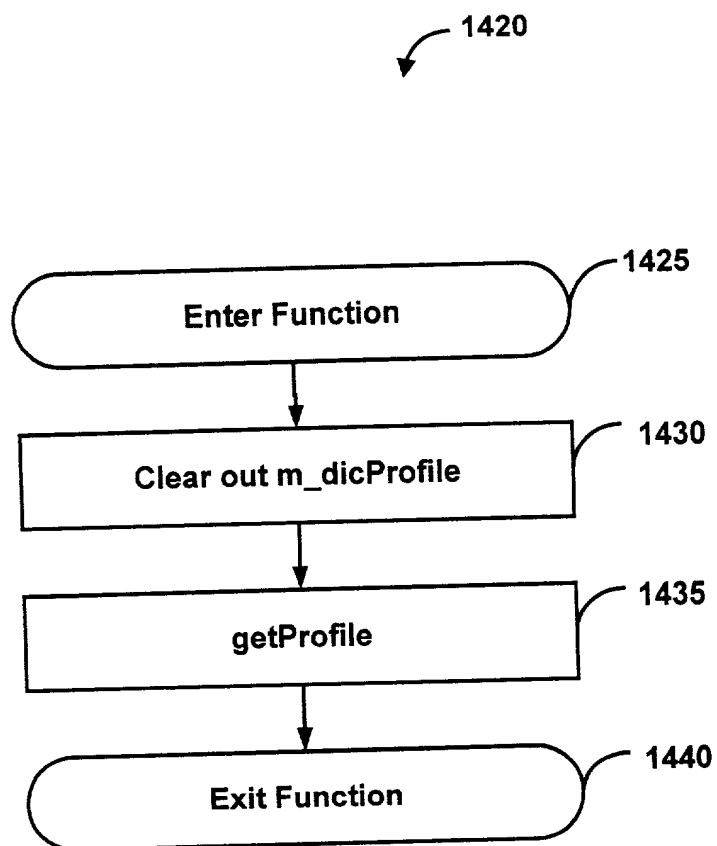 1420
1425
Enter Function
1430
Clear out m_dicProfile
1435
getProfile
1440
Exit Function